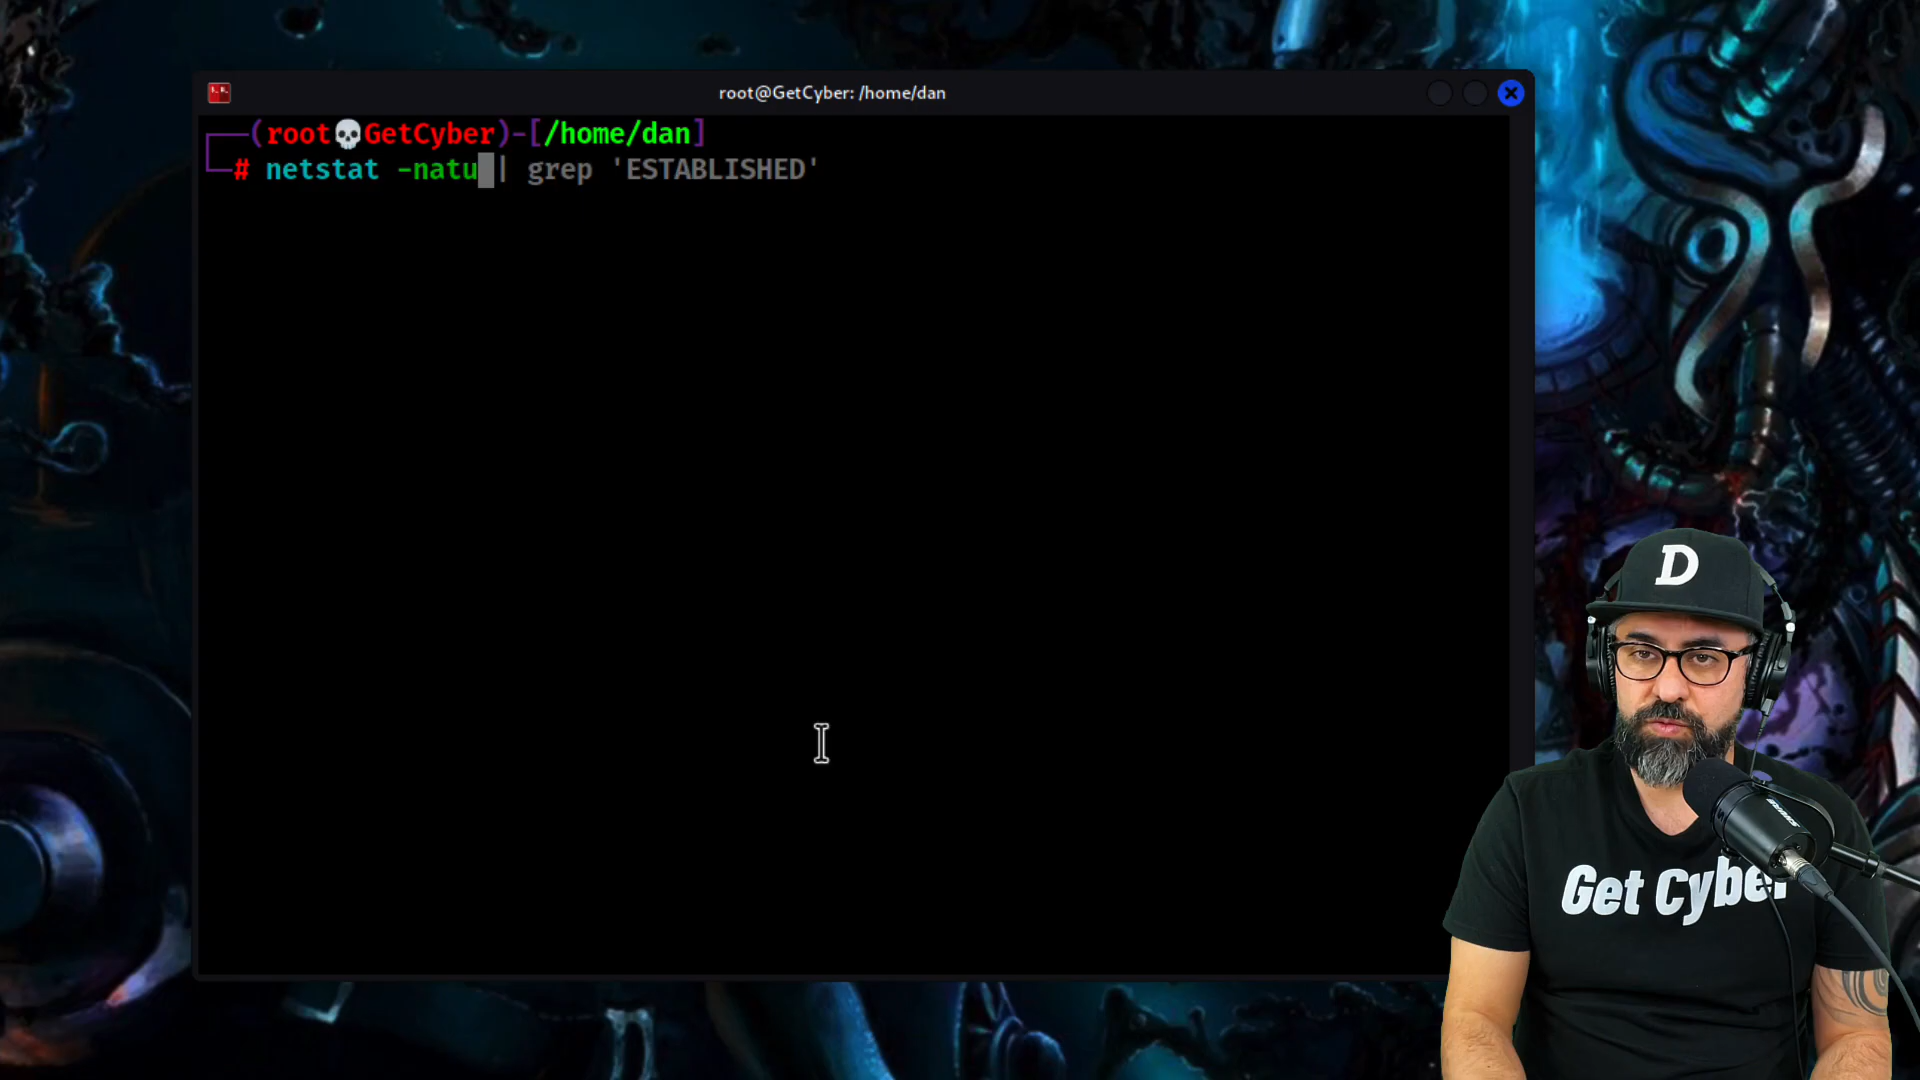 root@GetCyber: /home/dan
(root💀GetCyber)-[/home/dan]
# netstat -natu | grep 'ESTABLISHED'
D
Get Cyber